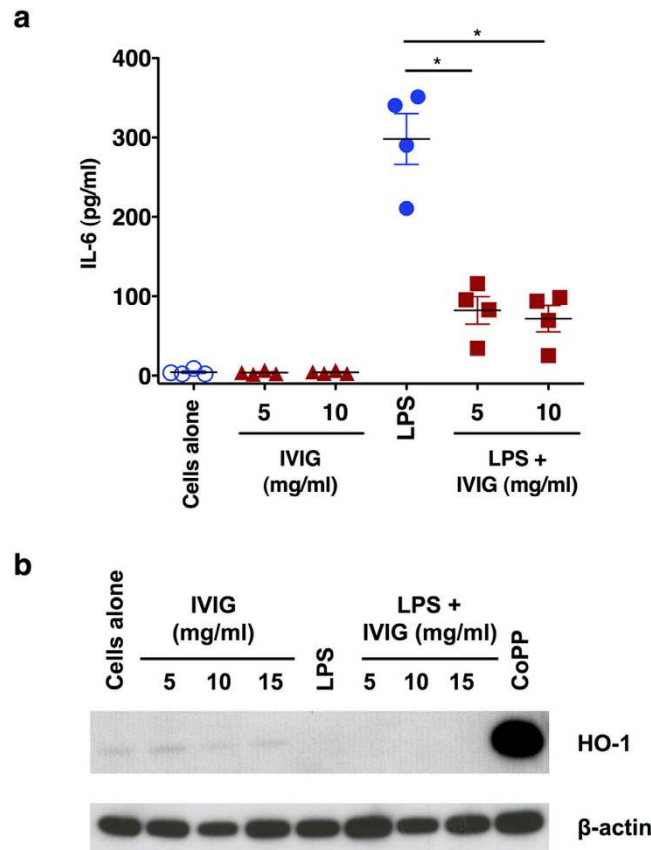 a
* 
*
400
300
200
100
0
IL-6 (pg/ml)
Cells alone
5 10
IVIG
(mg/ml)
LPS
5 10
LPS +
IVIG (mg/ml)
b
Cells alone
IVIG
(mg/ml)
5 10 15
LPS
LPS +
IVIG (mg/ml)
5 10 15
CoPP
HO-1
β-actin